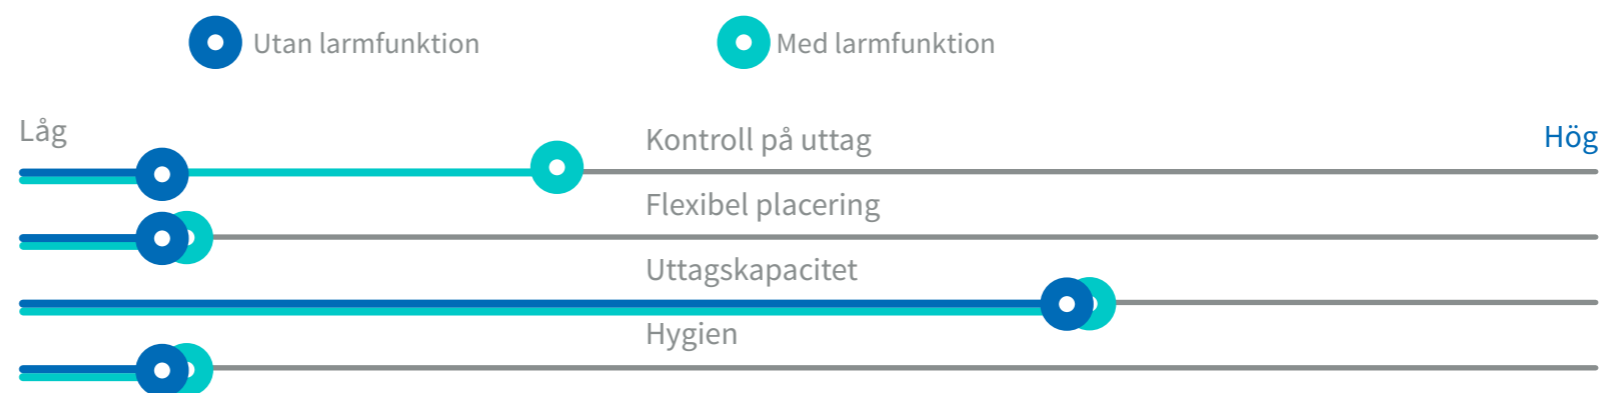 Utan larmfunktion
Med larmfunktion
Låg
Kontroll på uttag
Hög
Flexibel placering
Uttagskapacitet
Hygien